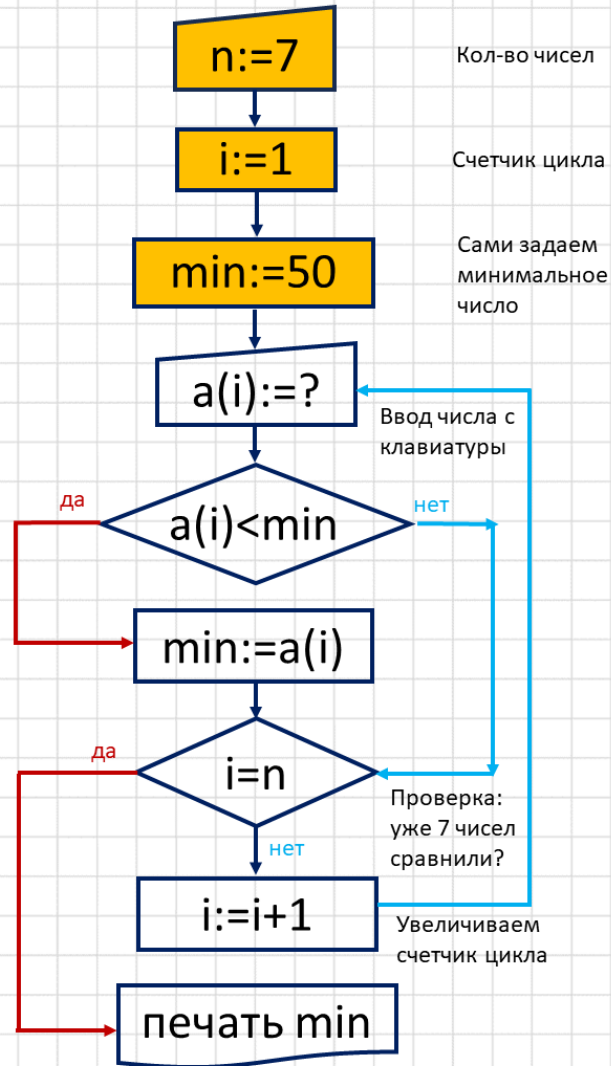 n:=7
Кол-во чисел
i:=1
Счетчик цикла
min:=50
Сами задаем
минимальное
число
a(i):=?
Ввод числа с
клавиатуры
да
a(i)<min
нет
min:=a(i)
да
i=n
Проверка:
уже 7 чисел
сравнили?
нет
i:=i+1
Увеличиваем
счетчик цикла
печать min